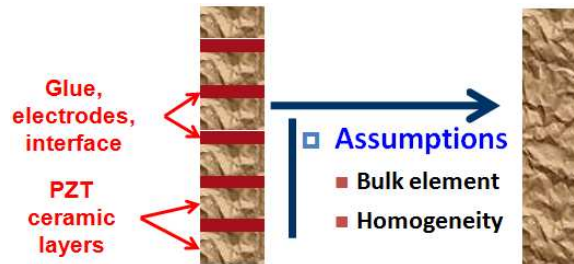 Glue,
electrodes,
interface
PZT
ceramic
layers
Assumptions
Bulk element
Homogeneity